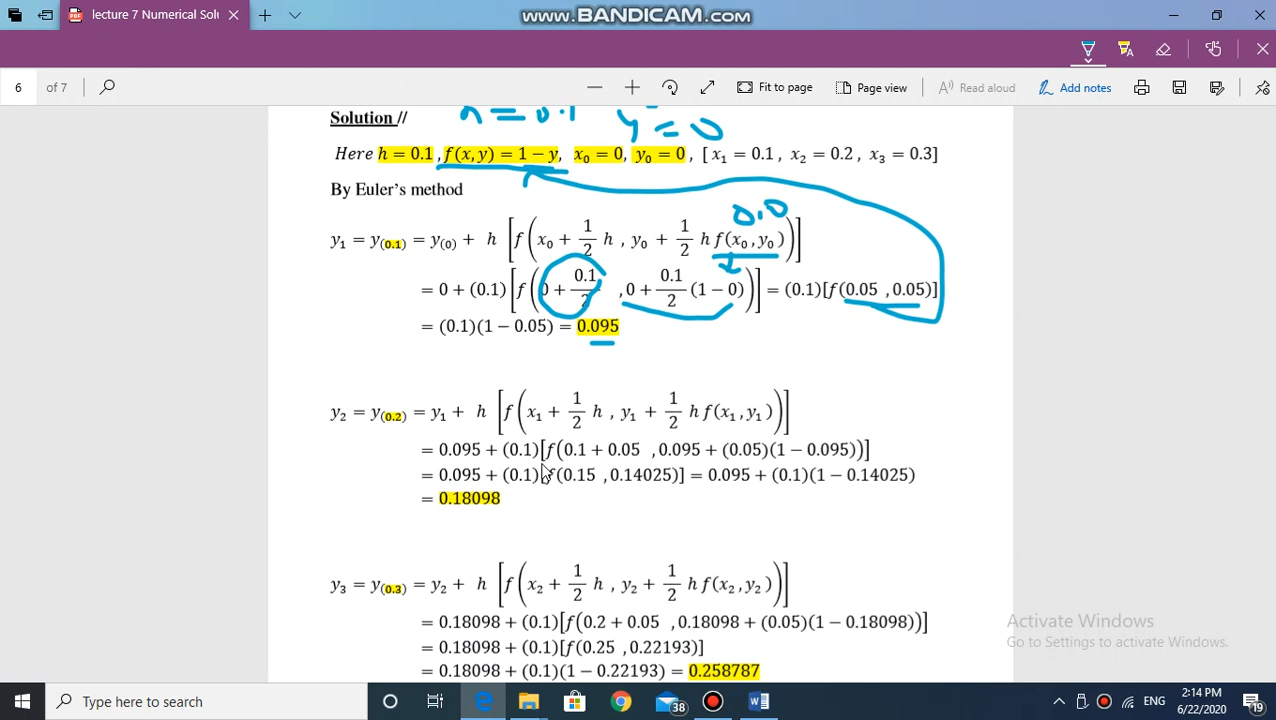 WWW.BANDICAM.COM
lecture 7 Numerical Sol
6 of 7
Fit to page
Page view
Read aloud
Add notes
x = 0.1 y = 0
Solution //
Here h = 0.1 , f(x, y) = 1 − y, x₀ = 0, y₀ = 0 , [ x₁ = 0.1 , x₂ = 0.2 , x₃ = 0.3]
By Euler's method
0.0
y₁ = y₍₀.₁₎ = y₍₀₎ + h [f(x₀ + 1/2 h , y₀ + 1/2 h f(x₀ , y₀ ))]
= 0 + (0.1)[f(0 + 0.1/2 , 0 + 0.1/2 (1 − 0))] = (0.1)[f(0.05 , 0.05)]
= (0.1)(1 − 0.05) = 0.095
y₂ = y₍₀.₂₎ = y₁ + h [f(x₁ + 1/2 h , y₁ + 1/2 h f(x₁ , y₁ ))]
= 0.095 + (0.1)[f(0.1 + 0.05 , 0.095 + (0.05)(1 − 0.095))]
= 0.095 + (0.1)[f(0.15 , 0.14025)] = 0.095 + (0.1)(1 − 0.14025)
= 0.18098
y₃ = y₍₀.₃₎ = y₂ + h [f(x₂ + 1/2 h , y₂ + 1/2 h f(x₂ , y₂ ))]
= 0.18098 + (0.1)[f(0.2 + 0.05 , 0.18098 + (0.05)(1 − 0.18098))]
= 0.18098 + (0.1)[f(0.25 , 0.22193)]
= 0.18098 + (0.1)(1 − 0.22193) = 0.258787
Activate Windows
Go to Settings to activate Windows.
Type here to search
38
ENG
2:14 PM
6/22/2020
19